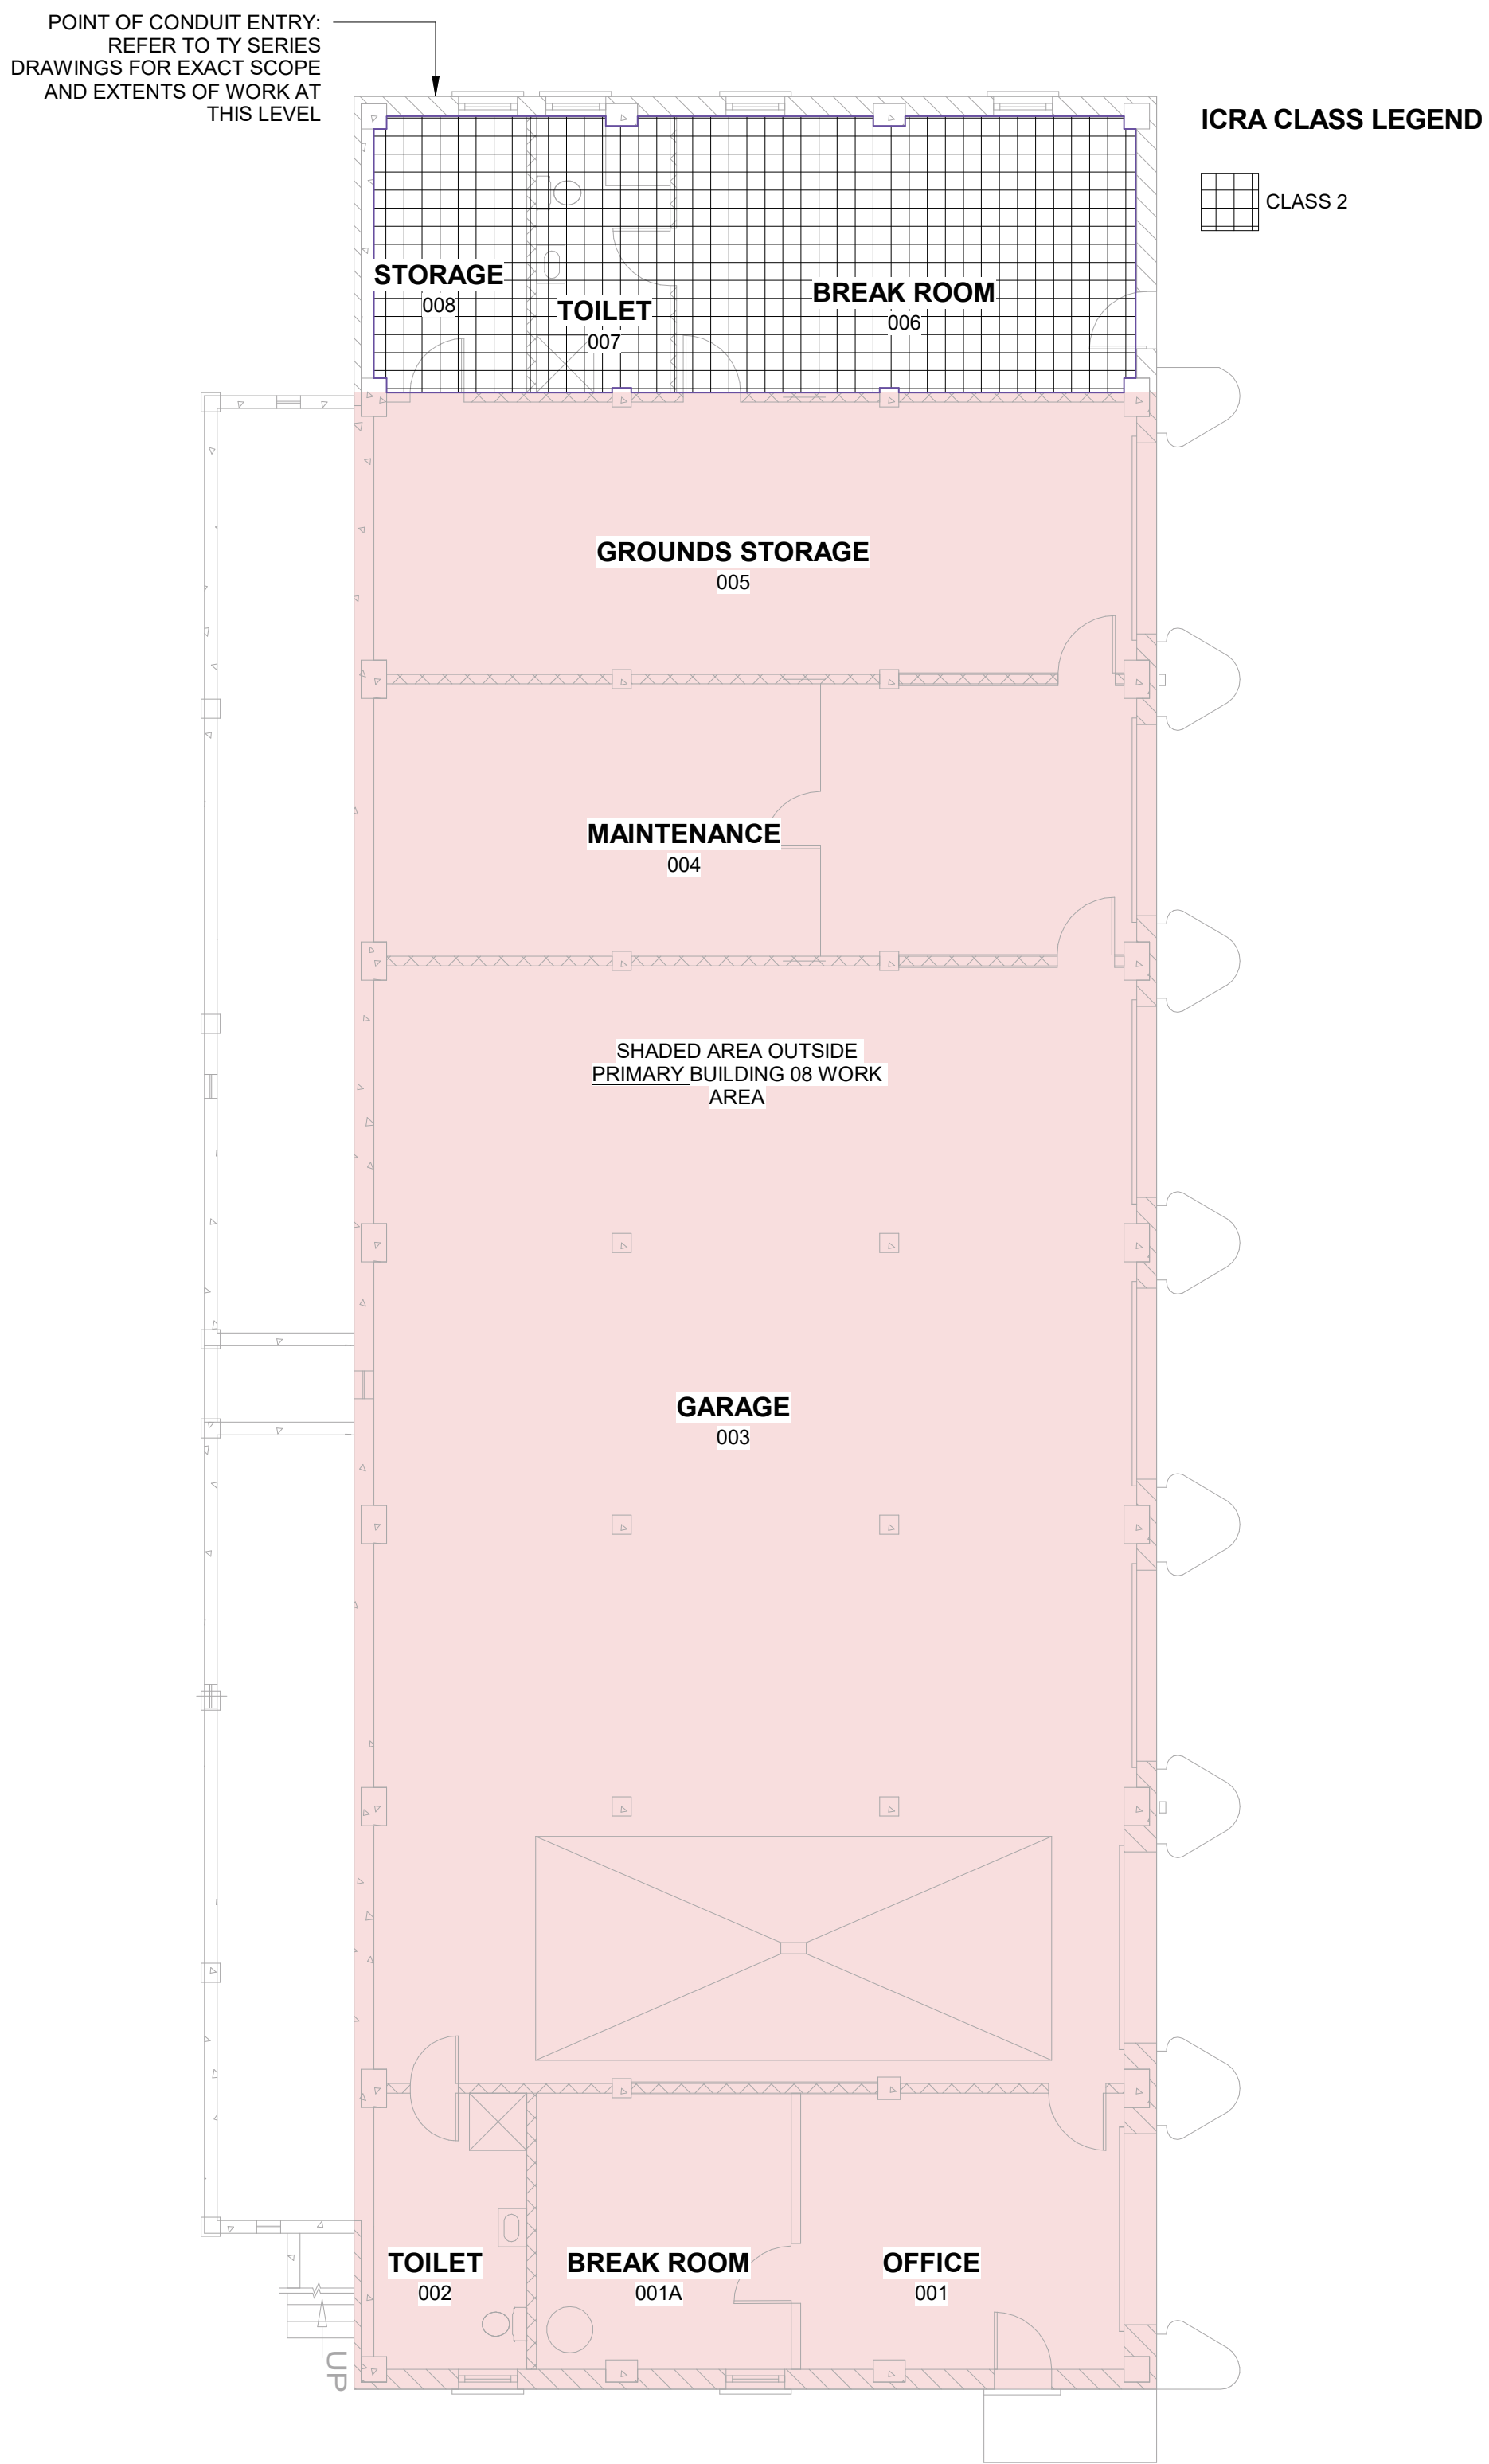 POINT OF CONDUIT ENTRY:
REFER TO TY SERIES
DRAWINGS FOR EXACT SCOPE
AND EXTENTS OF WORK AT
THIS LEVEL
ICRA CLASS LEGEND
CLASS 2
STORAGE
008
TOILET
007
BREAK ROOM
006
GROUNDS STORAGE
005
MAINTENANCE
004
SHADED AREA OUTSIDE
PRIMARY BUILDING 08 WORK
AREA
GARAGE
003
TOILET
002
BREAK ROOM
001A
OFFICE
001
UP